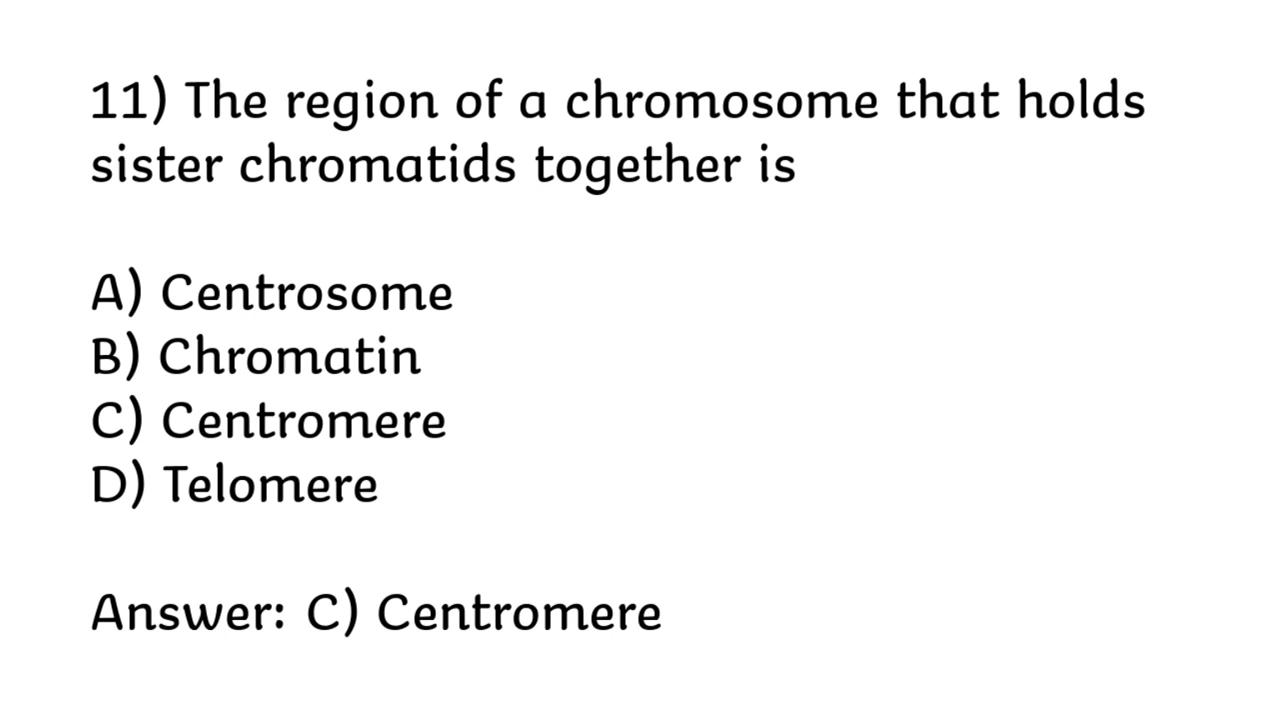 11) The region of a chromosome that holds
sister chromatids together is
A) Centrosome
B) Chromatin
C) Centromere
D) Telomere
Answer: C) Centromere